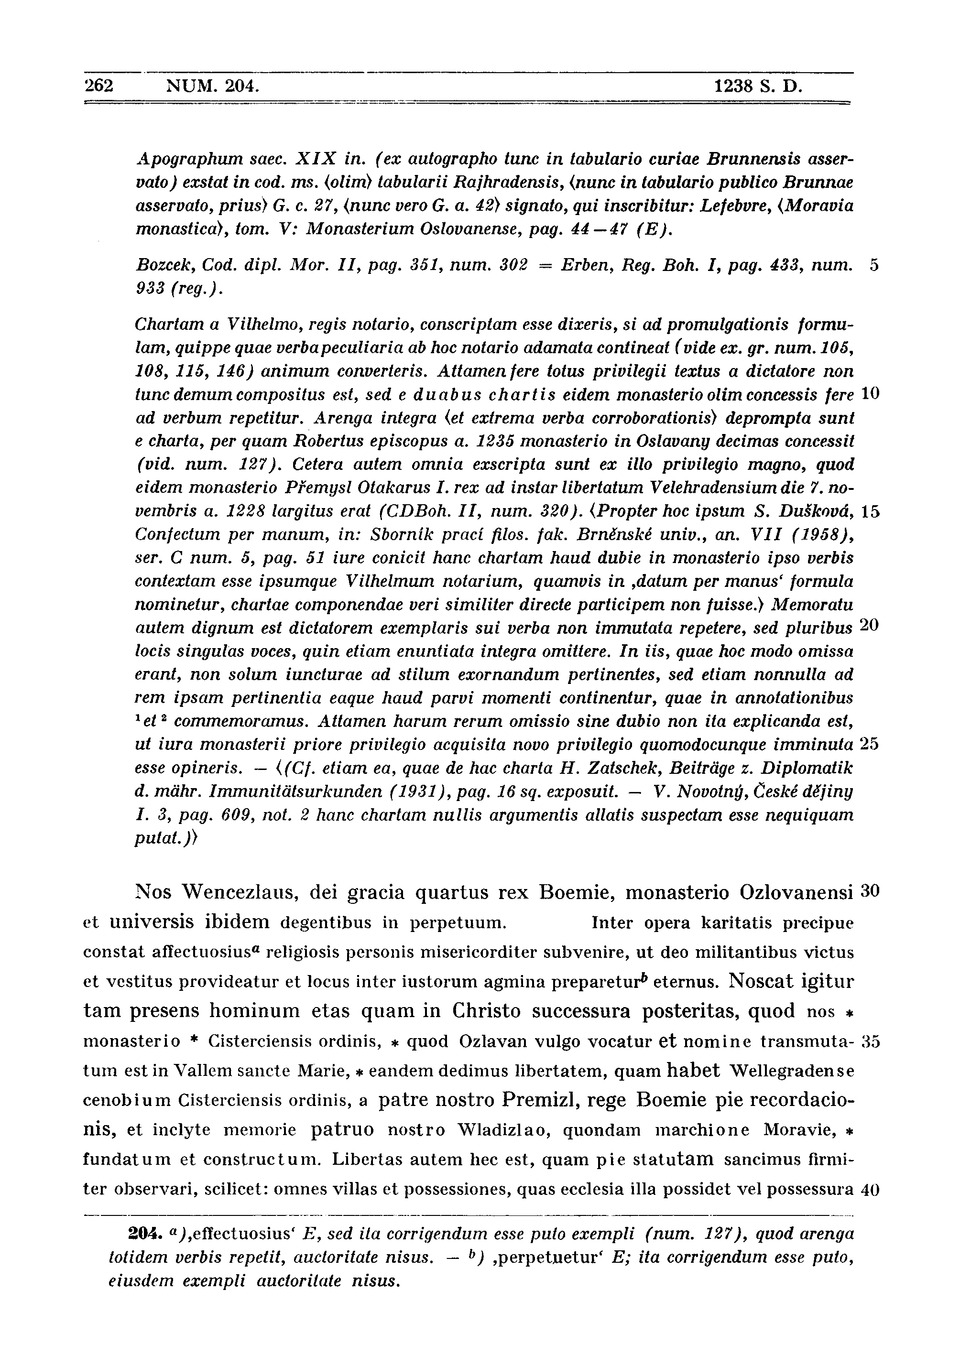 262 NUM. 204. 1238 S. D.
Apographum saec. XIX in. (ex autographo tunc in tabulario curiae Brunnensis asser-
vato) exstat in cod. ms. ⟨olim⟩ tabularii Rajhradensis, ⟨nunc in tabulario publico Brunnae
asservato, prius⟩ G. c. 27, ⟨nunc vero G. a. 42⟩ signato, qui inscribitur: Lefebvre, ⟨Moravia
monastica⟩, tom. V: Monasterium Oslovanense, pag. 44—47 (E).
Bozcek, Cod. dipl. Mor. II, pag. 351, num. 302 = Erben, Reg. Boh. I, pag. 433, num. 5
933 (reg.).
Chartam a Vilhelmo, regis notario, conscriptam esse dixeris, si ad promulgationis formu-
lam, quippe quae verba peculiaria ab hoc notario adamata contineat (vide ex. gr. num. 105,
108, 115, 146) animum converteris. Attamen fere totus privilegii textus a dictatore non
tunc demum compositus est, sed e duabus chartis eidem monasterio olim concessis fere 10
ad verbum repetitur. Arenga integra ⟨et extrema verba corroborationis⟩ deprompta sunt
e charta, per quam Robertus episcopus a. 1235 monasterio in Oslavany decimas concessit
(vid. num. 127). Cetera autem omnia exscripta sunt ex illo privilegio magno, quod
eidem monasterio Přemysl Otakarus I. rex ad instar libertatum Velehradensium die 7. no-
vembris a. 1228 largitus erat (CDBoh. II, num. 320). ⟨Propter hoc ipsum S. Dušková, 15
Confectum per manum, in: Sborník prací filos. fak. Brněnské univ., an. VII (1958),
ser. C num. 5, pag. 51 iure conicit hanc chartam haud dubie in monasterio ipso verbis
contextam esse ipsumque Vilhelmum notarium, quamvis in ‚datum per manus‘ formula
nominetur, chartae componendae veri similiter directe participem non fuisse.⟩ Memoratu
autem dignum est dictatorem exemplaris sui verba non immutata repetere, sed pluribus 20
locis singulas voces, quin etiam enuntiata integra omittere. In iis, quae hoc modo omissa
erant, non solum iuncturae ad stilum exornandum pertinentes, sed etiam nonnulla ad
rem ipsam pertinentia eaque haud parvi momenti continentur, quae in annotationibus
¹ et ² commemoramus. Attamen harum rerum omissio sine dubio non ita explicanda est,
ut iura monasterii priore privilegio acquisita novo privilegio quomodocunque imminuta 25
esse opineris. — ⟨(Cf. etiam ea, quae de hac charta H. Zatschek, Beiträge z. Diplomatik
d. mähr. Immunitätsurkunden (1931), pag. 16 sq. exposuit. — V. Novotný, České dějiny
I. 3, pag. 609, not. 2 hanc chartam nullis argumentis allatis suspectam esse nequiquam
putat.)⟩
Nos Wencezlaus, dei gracia quartus rex Boemie, monasterio Ozlovanensi 30
et universis ibidem degentibus in perpetuum. Inter opera karitatis precipue
constat affectuosiusᵃ religiosis personis misericorditer subvenire, ut deo militantibus victus
et vestitus provideatur et locus inter iustorum agmina prepareturᵇ eternus. Noscat igitur
tam presens hominum etas quam in Christo successura posteritas, quod nos *
monasterio * Cisterciensis ordinis, * quod Ozlavan vulgo vocatur et nomine transmuta- 35
tum est in Vallem sancte Marie, * eandem dedimus libertatem, quam habet Wellegradense
cenobium Cisterciensis ordinis, a patre nostro Premizl, rege Boemie pie recordacio-
nis, et inclyte memorie patruo nostro Wladizlao, quondam marchione Moravie, *
fundatum et constructum. Libertas autem hec est, quam pie statutam sancimus firmi-
ter observari, scilicet: omnes villas et possessiones, quas ecclesia illa possidet vel possessura 40
204. ᵃ) ‚effectuosius‘ E, sed ita corrigendum esse puto exempli (num. 127), quod arenga
totidem verbis repetit, auctoritate nisus. — ᵇ) ‚perpetuetur‘ E; ita corrigendum esse puto,
eiusdem exempli auctoritate nisus.